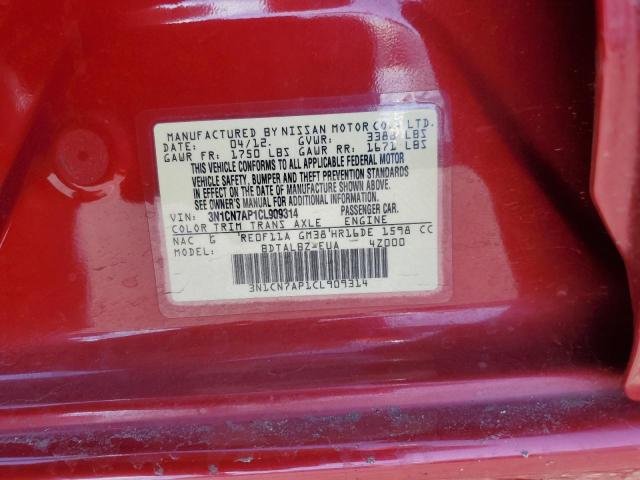 MANUFACTURED BY NISSAN MOTOR CO., LTD.
DATE: 04/12. GVWR: 3388 LBS
GAWR FR: 1750 LBS GAWR RR: 1671 LBS
THIS VEHICLE CONFORMS TO ALL APPLICABLE FEDERAL MOTOR
VEHICLE SAFETY, BUMPER AND THEFT PREVENTION STANDARDS
IN EFFECT ON THE DATE OF MANUFACTURE SHOWN ABOVE.
SEE OWNER'S MANUAL FOR ADDITIONAL INFORMATION.
VIN: 3N1CN7AP1CL909314 PASSENGER CAR.
COLOR TRIM TRANS AXLE ENGINE
NAC G RE0F11A GM38 HR16DE 1598 CC
MODEL: BDTALBZ-EUA 4Z000
3N1CN7AP1CL909314